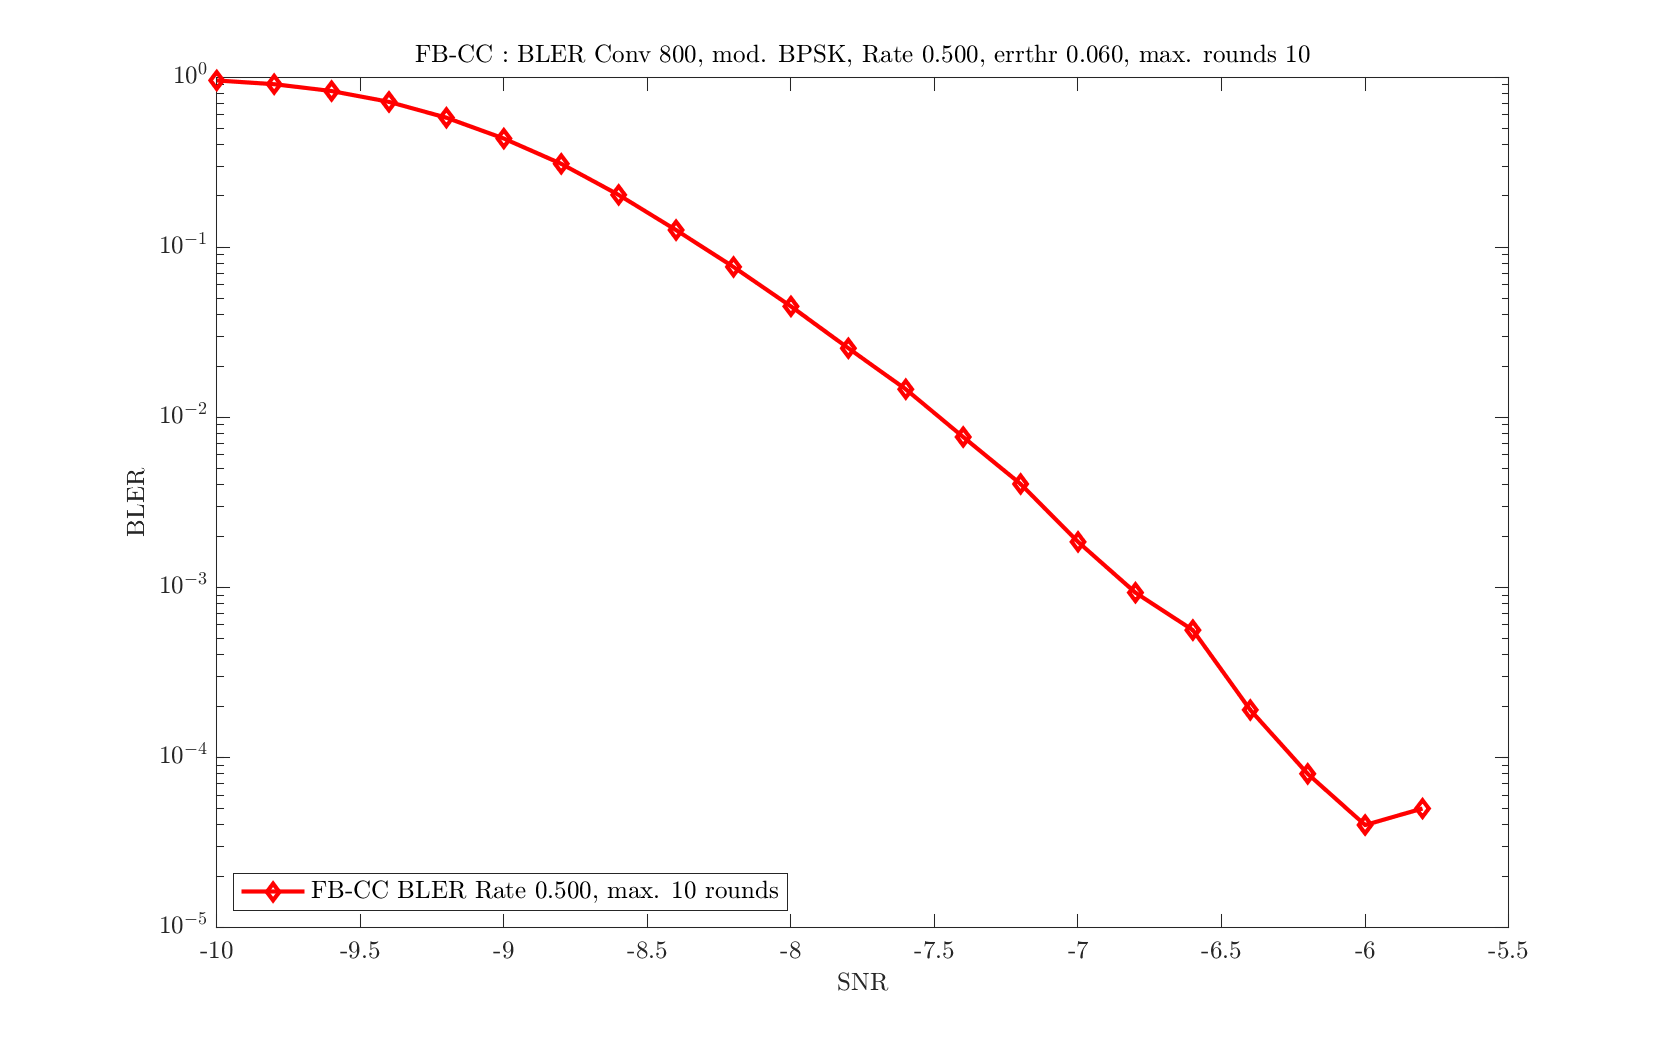 FB-CC : BLER Conv 800, mod. BPSK, Rate 0.500, errthr 0.060, max. rounds 10
10^0
10^-1
10^-2
10^-3
10^-4
10^-5
BLER
FB-CC BLER Rate 0.500, max. 10 rounds
-10 -9.5 -9 -8.5 -8 -7.5 -7 -6.5 -6 -5.5
SNR